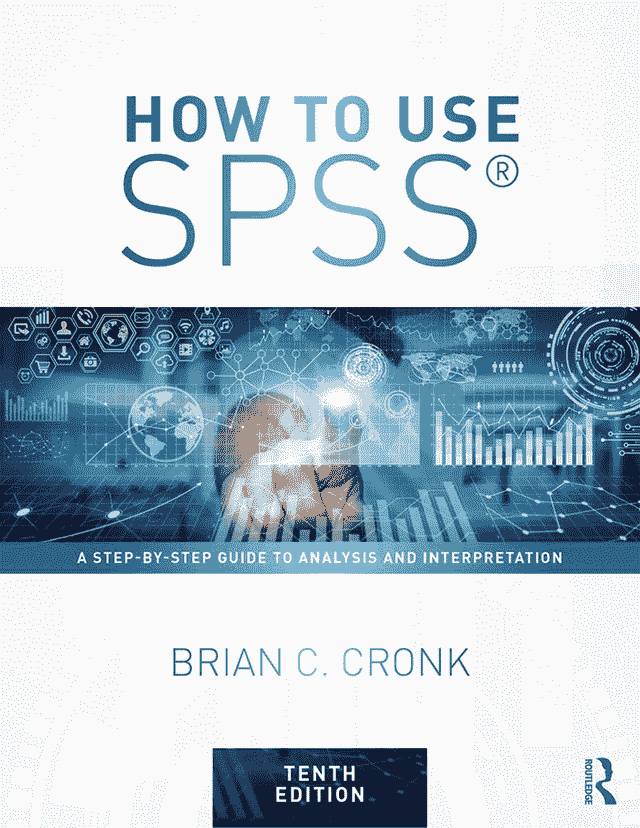 HOW TO USE
SPSS®
A STEP-BY-STEP GUIDE TO ANALYSIS AND INTERPRETATION
BRIAN C. CRONK
TENTH
EDITION
ROUTLEDGE